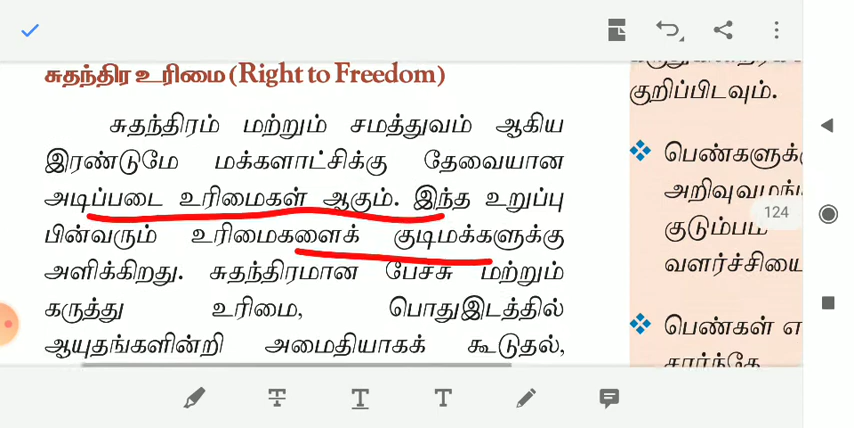 சுதந்திர உரிமை (Right to Freedom)
சுதந்திரம் மற்றும் சமத்துவம் ஆகிய
இரண்டுமே மக்களாட்சிக்கு தேவையான
அடிப்படை உரிமைகள் ஆகும். இந்த உறுப்பு
பின்வரும் உரிமைகளைக் குடிமக்களுக்கு
அளிக்கிறது. சுதந்திரமான பேச்சு மற்றும்
கருத்து உரிமை, பொதுஇடத்தில்
ஆயுதங்களின்றி அமைதியாகக் கூடுதல்,
குறிப்பிடவும்.
பெண்களுக்
அறிவுவ
124
குடும்ப
வளர்ச்சியை
பெண்கள் எ
T T T